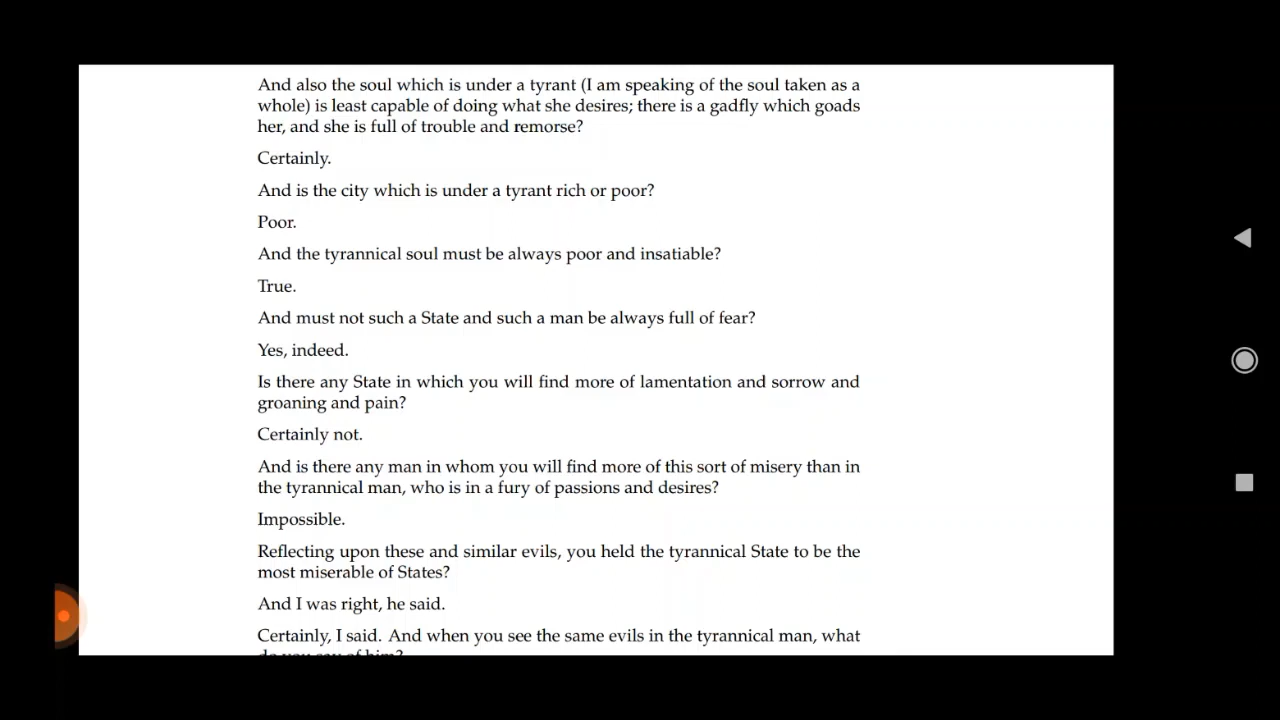 And also the soul which is under a tyrant (I am speaking of the soul taken as a
whole) is least capable of doing what she desires; there is a gadfly which goads
her, and she is full of trouble and remorse?
Certainly.
And is the city which is under a tyrant rich or poor?
Poor.
And the tyrannical soul must be always poor and insatiable?
True.
And must not such a State and such a man be always full of fear?
Yes, indeed.
Is there any State in which you will find more of lamentation and sorrow and
groaning and pain?
Certainly not.
And is there any man in whom you will find more of this sort of misery than in
the tyrannical man, who is in a fury of passions and desires?
Impossible.
Reflecting upon these and similar evils, you held the tyrannical State to be the
most miserable of States?
And I was right, he said.
Certainly, I said. And when you see the same evils in the tyrannical man, what
do you say of him?